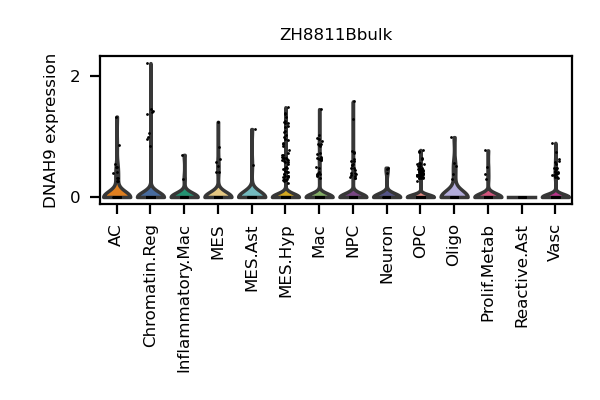 ZH8811Bbulk
DNAH9 expression
2
0
AC
Chromatin.Reg
Inflammatory.Mac
MES
MES.Ast
MES.Hyp
Mac
NPC
Neuron
OPC
Oligo
Prolif.Metab
Reactive.Ast
Vasc